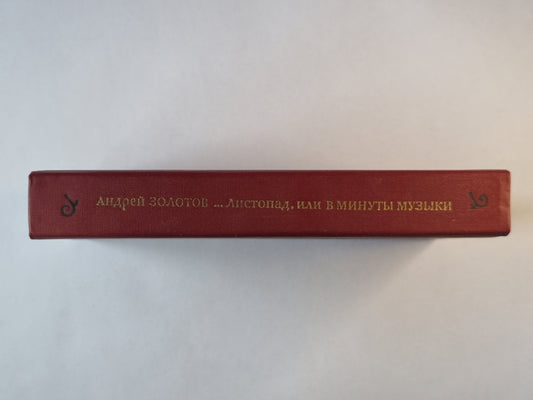 Андрей ЗОЛОТОВ ... Листопад, или В МИНУТЫ МУЗЫКИ